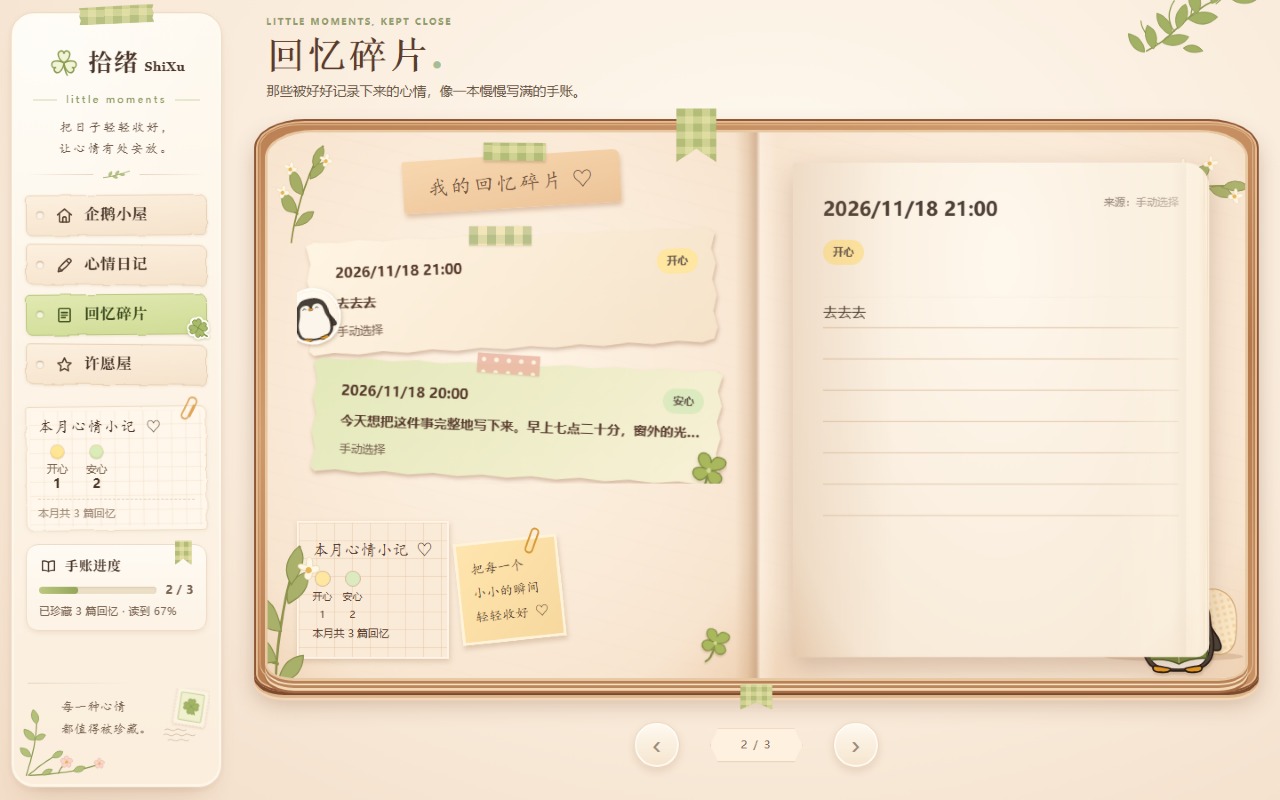 拾绪 ShiXu
little moments
把日子轻轻收好，
让心情有处安放。
企鹅小屋
心情日记
回忆碎片
许愿屋
本月心情小记 ♡
开心 安心
1 2
本月共 3 篇回忆
手账进度
2 / 3
已珍藏 3 篇回忆 · 读到 67%
每一种心情
都值得被珍藏。
LITTLE MOMENTS, KEPT CLOSE
回忆碎片
那些被好好记录下来的心情，像一本慢慢写满的手账。
我的回忆碎片 ♡
2026/11/18 21:00
开心
去去去
手动选择
2026/11/18 20:00
安心
今天想把这件事完整地写下来。早上七点二十分，窗外的光...
手动选择
本月心情小记 ♡
开心 安心
1 2
本月共 3 篇回忆
把每一个
小小的瞬间
轻轻收好 ♡
2026/11/18 21:00
来源：手动选择
开心
去去去
‹ 2 / 3 ›